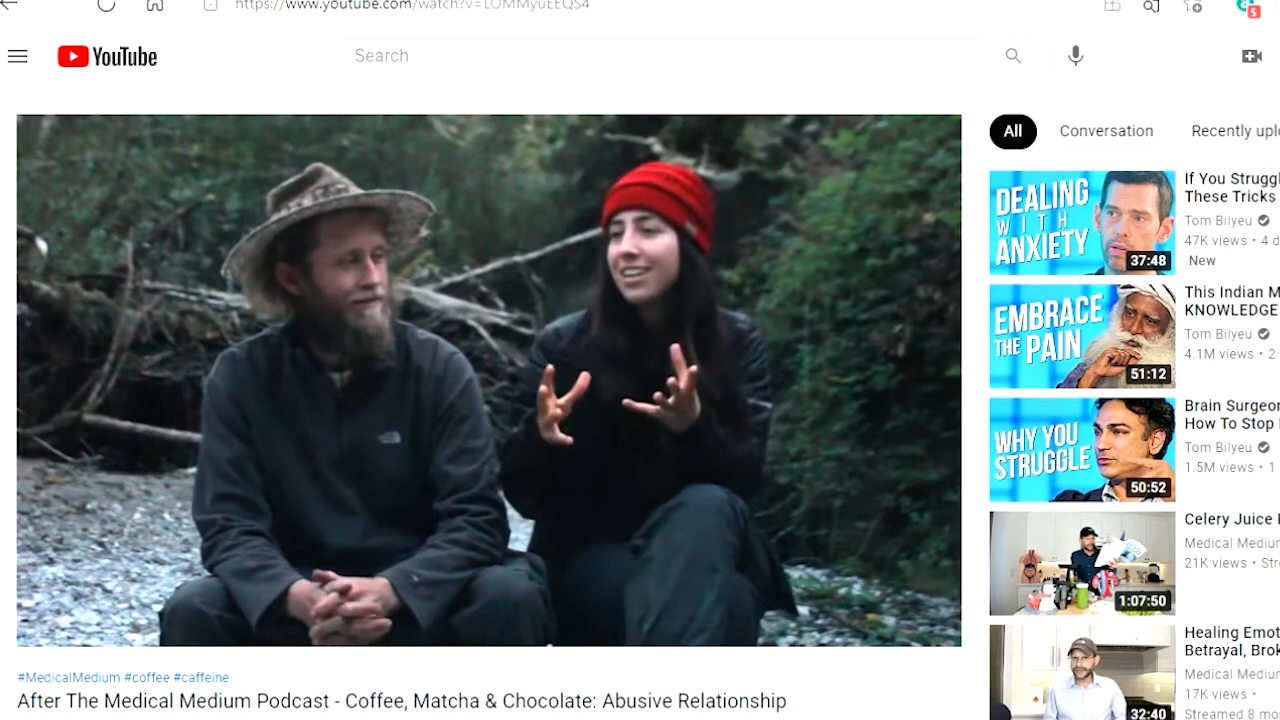 https://www.youtube.com/watch?v=LOMMyuEEQS4
YouTube
Search
All
Conversation
Recently upl
DEALING
WITH
ANXIETY
37:48
If You Struggl
These Tricks
Tom Bilyeu
47K views • 4 d
New
EMBRACE
THE PAIN
51:12
This Indian M
KNOWLEDGE
Tom Bilyeu
4.1M views • 2
WHY YOU
STRUGGLE
50:52
Brain Surgeon
How To Stop
Tom Bilyeu
1.5M views • 1
1:07:50
Celery Juice
Medical Medium
21K views • Str
32:40
Healing Emot
Betrayal, Brok
Medical Medium
17K views •
Streamed 8 mo
#MedicalMedium #coffee #caffeine
After The Medical Medium Podcast - Coffee, Matcha & Chocolate: Abusive Relationship